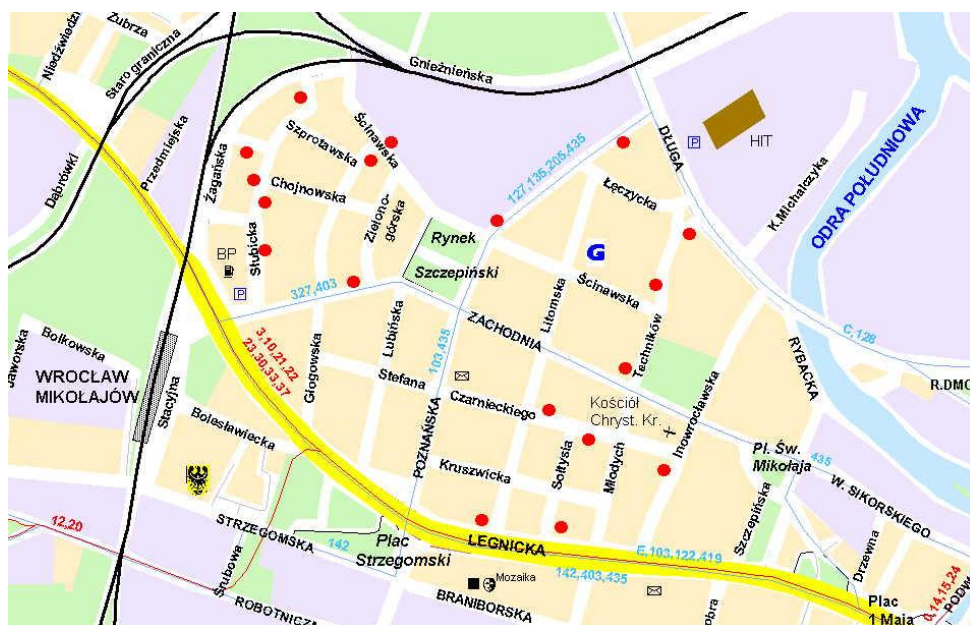 Niedźwiedzia
Zubrza
Staro graniczna
Gnieźnieńska
Dąbrówki
Przedmiejska
Żagańska
Szprotawska
Ścinawska
Chojnowska
Zielono-
górska
Słubicka
BP
P
327,403
127,135,205,435
Rynek
Szczepiński
DŁUGA
P
HIT
Łęczycka
K.Michalczyka
ODRA POŁUDNIOWA
G
Ścinawska
Litomska
Techników
ZACHODNIA
103,435
Lubińska
Głogowska
3,10,21,22
23,30,33,37
C,128
RYBACKA
Jaworska
Bolkowska
WROCŁAW
MIKOŁAJÓW
Stacyjna
Bolesławiecka
Stefana
Czarnieckiego
POZNAŃSKA
Kruszwicka
Sołtysia
Młodych
Kościół
Chryst. Kr.
Inowrocławska
Pl. Św.
Mikołaja
435
W. SIKORSKIEGO
Szczepińska
12,20
STRZEGOMSKA
142
Śrubowa
ROBOTNICZA
Plac
Strzegomski
LEGNICKA
E,103,122,419
142,403,435
Mozaika
BRANIBORSKA
Drzewna
Plac
1 Maja
0,14,15,24
PODW